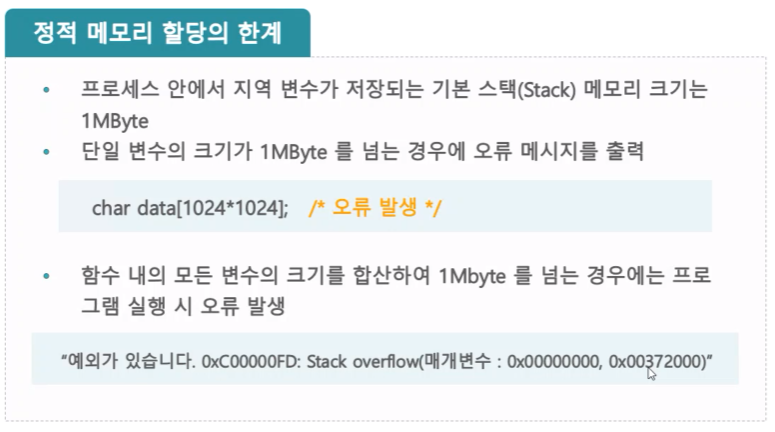 정적 메모리 할당의 한계
• 프로세스 안에서 지역 변수가 저장되는 기본 스택(Stack) 메모리 크기는
1MByte
• 단일 변수의 크기가 1MByte 를 넘는 경우에 오류 메시지를 출력
char data[1024*1024]; /* 오류 발생 */
• 함수 내의 모든 변수의 크기를 합산하여 1Mbyte 를 넘는 경우에는 프로
그램 실행 시 오류 발생
“예외가 있습니다. 0xC00000FD: Stack overflow(매개변수 : 0x00000000, 0x00372000)”